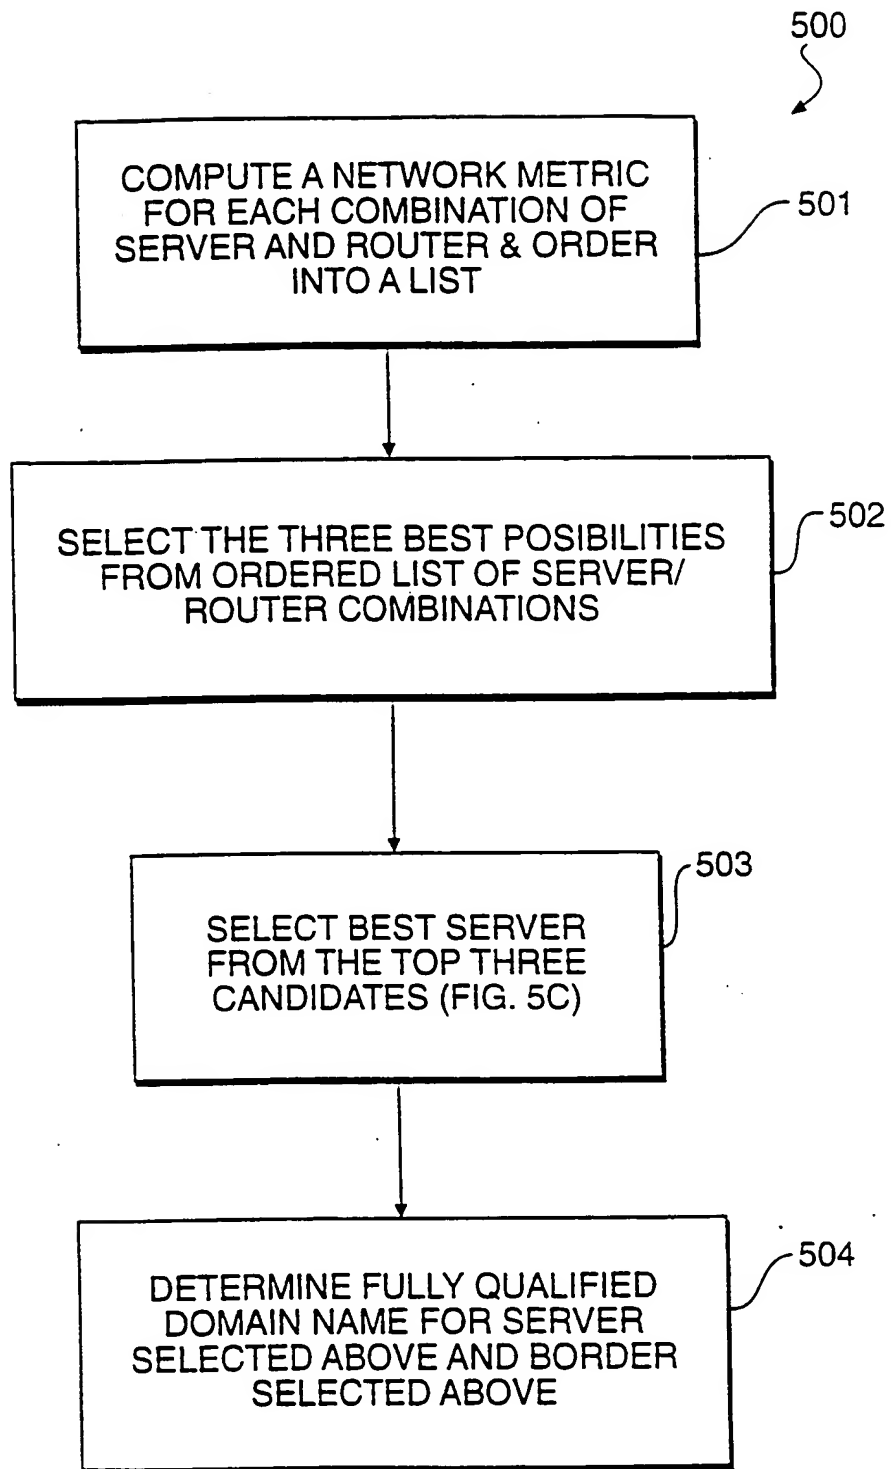 500
COMPUTE A NETWORK METRIC
FOR EACH COMBINATION OF
SERVER AND ROUTER & ORDER
INTO A LIST
501
SELECT THE THREE BEST POSIBILITIES
FROM ORDERED LIST OF SERVER/
ROUTER COMBINATIONS
502
SELECT BEST SERVER
FROM THE TOP THREE
CANDIDATES (FIG. 5C)
503
DETERMINE FULLY QUALIFIED
DOMAIN NAME FOR SERVER
SELECTED ABOVE AND BORDER
SELECTED ABOVE
504